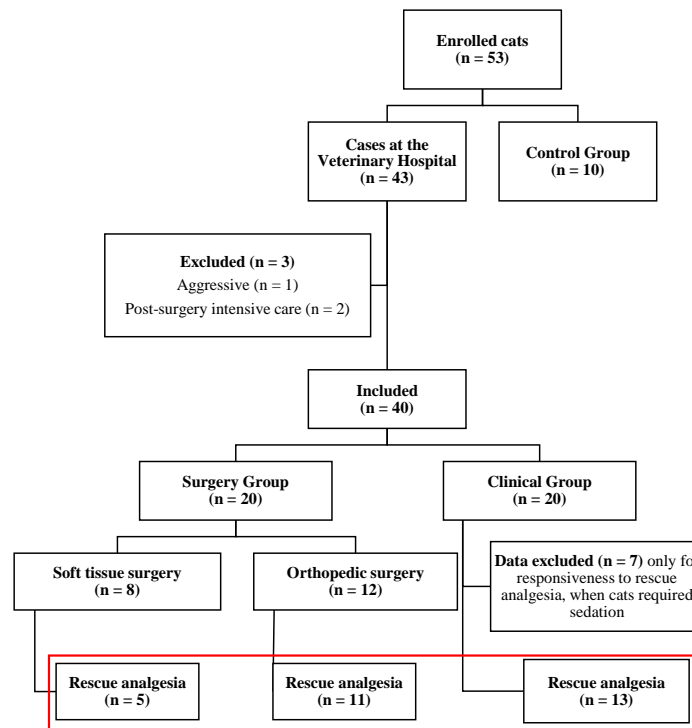 Enrolled cats
(n = 53)
Cases at the
Veterinary Hospital
(n = 43)
Control Group
(n = 10)
Excluded (n = 3)
Aggressive (n = 1)
Post-surgery intensive care (n = 2)
Included
(n = 40)
Surgery Group
(n = 20)
Clinical Group
(n = 20)
Soft tissue surgery
(n = 8)
Orthopedic surgery
(n = 12)
Data excluded (n = 7) only fo
responsiveness to rescue
analgesia, when cats required
sedation
Rescue analgesia
(n = 5)
Rescue analgesia
(n = 11)
Rescue analgesia
(n = 13)